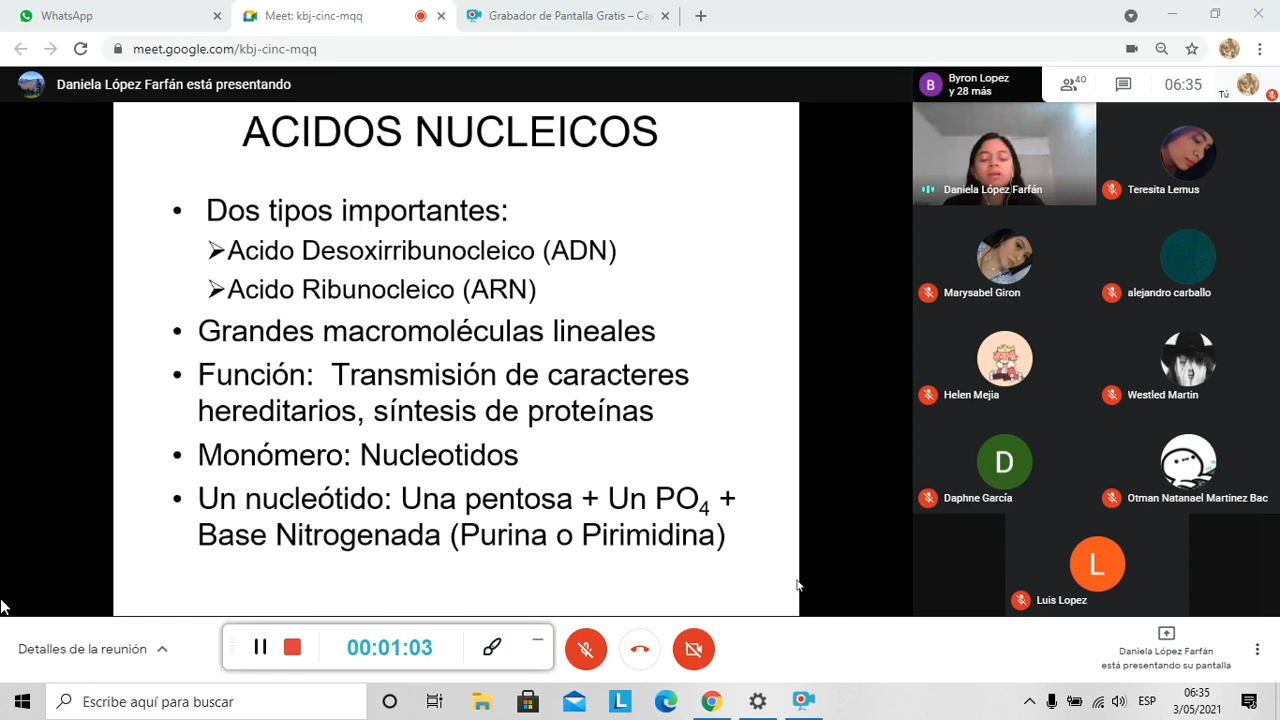 WhatsApp
Meet: kbj-cinc-mqq
Grabador de Pantalla Gratis – Ca
meet.google.com/kbj-cinc-mqq
Daniela López Farfán está presentando
B
Byron Lopez
y 28 más
40
06:35
Tú
ACIDOS NUCLEICOS
• Dos tipos importantes:
➢Acido Desoxirribunocleico (ADN)
➢Acido Ribunocleico (ARN)
• Grandes macromoléculas lineales
• Función: Transmisión de caracteres
hereditarios, síntesis de proteínas
• Monómero: Nucleotidos
• Un nucleótido: Una pentosa + Un PO4 +
Base Nitrogenada (Purina o Pirimidina)
Daniela López Farfán
Teresita Lemus
Marysabel Giron
alejandro carballo
Helen Mejia
Westled Martin
D
Daphne García
Otman Natanael Martinez Bac
L
Luis Lopez
Detalles de la reunión
00:01:03
Daniela López Farfán
está presentando su pantalla
Escribe aquí para buscar
L
ESP
06:35
3/05/2021